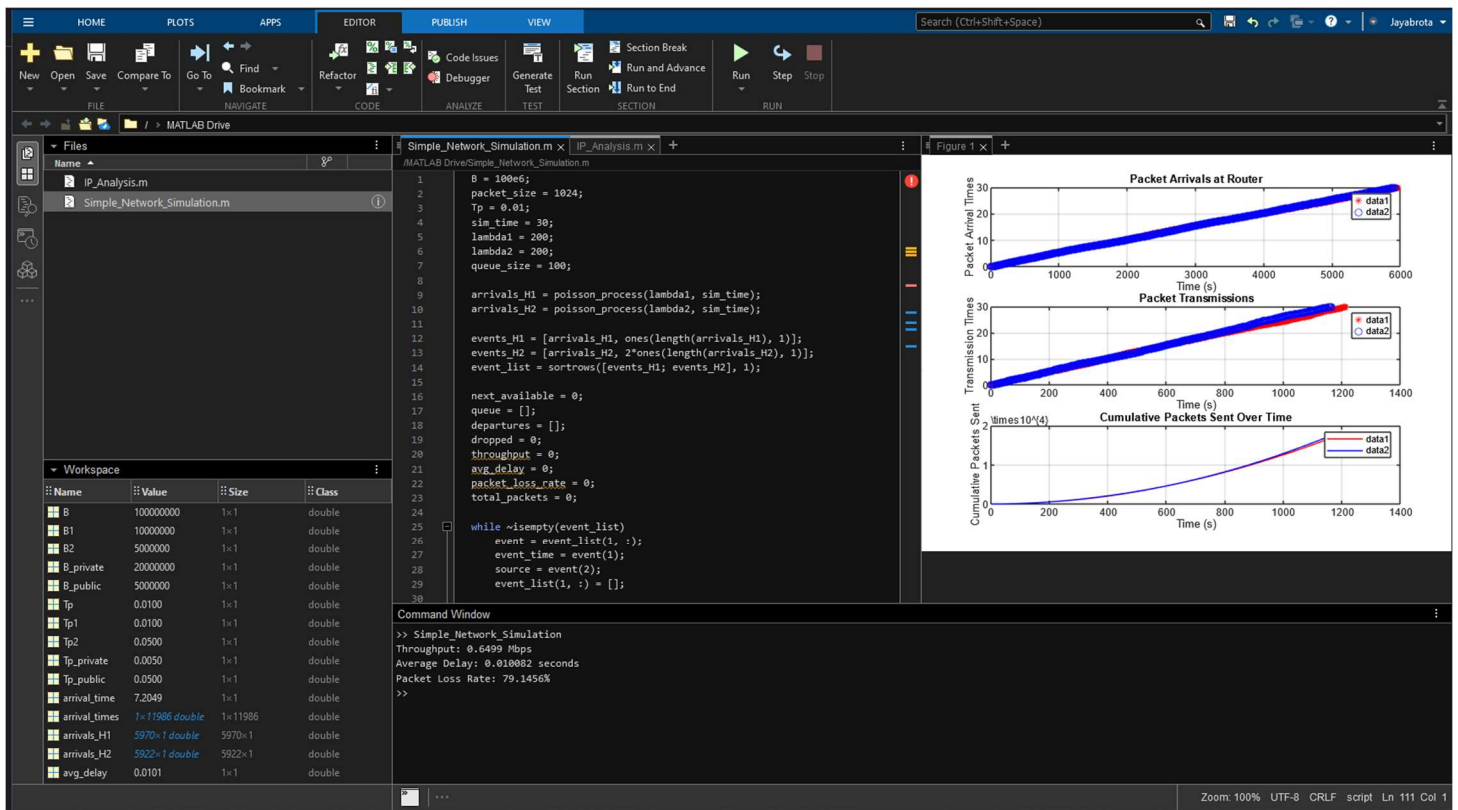 HOME PLOTS APPS EDITOR PUBLISH VIEW Search (Ctrl+Shift+Space) Jayabrota
New Open Save Compare To Go To Find Bookmark Refactor Code Issues Debugger Generate Test Run Section Section Break Run and Advance Run to End Run Step Stop
FILE NAVIGATE CODE ANALYZE TEST SECTION RUN
/ > MATLAB Drive
Files
Name
IP_Analysis.m
Simple_Network_Simulation.m
Workspace
Name Value Size Class
B 100000000 1×1 double
B1 10000000 1×1 double
B2 5000000 1×1 double
B_private 20000000 1×1 double
B_public 5000000 1×1 double
Tp 0.0100 1×1 double
Tp1 0.0100 1×1 double
Tp2 0.0500 1×1 double
Tp_private 0.0050 1×1 double
Tp_public 0.0500 1×1 double
arrival_time 7.2049 1×1 double
arrival_times 1×11986 double 1×11986 double
arrivals_H1 5970×1 double 5970×1 double
arrivals_H2 5922×1 double 5922×1 double
avg_delay 0.0101 1×1 double
Simple_Network_Simulation.m x IP_Analysis.m x +
/MATLAB Drive/Simple_Network_Simulation.m
1 B = 100e6;
2 packet_size = 1024;
3 Tp = 0.01;
4 sim_time = 30;
5 lambda1 = 200;
6 lambda2 = 200;
7 queue_size = 100;
8
9 arrivals_H1 = poisson_process(lambda1, sim_time);
10 arrivals_H2 = poisson_process(lambda2, sim_time);
11
12 events_H1 = [arrivals_H1, ones(length(arrivals_H1), 1)];
13 events_H2 = [arrivals_H2, 2*ones(length(arrivals_H2), 1)];
14 event_list = sortrows([events_H1; events_H2], 1);
15
16 next_available = 0;
17 queue = [];
18 departures = [];
19 dropped = 0;
20 throughput = 0;
21 avg_delay = 0;
22 packet_loss_rate = 0;
23 total_packets = 0;
24
25 while ~isempty(event_list)
26 event = event_list(1, :);
27 event_time = event(1);
28 source = event(2);
29 event_list(1, :) = [];
30
Command Window
>> Simple_Network_Simulation
Throughput: 0.6499 Mbps
Average Delay: 0.010082 seconds
Packet Loss Rate: 79.1456%
>>
Figure 1 x +
Packet Arrivals at Router
Packet Arrival Times
30
20
10
0
data1
data2
0 1000 2000 3000 4000 5000 6000
Time (s)
Packet Transmissions
Transmission Times
30
20
10
0
data1
data2
0 200 400 600 800 1000 1200 1400
Time (s)
Cumulative Packets Sent Over Time
\times10^{4}
Cumulative Packets Sent
2
1
0
data1
data2
0 200 400 600 800 1000 1200 1400
Time (s)
Zoom: 100% UTF-8 CRLF script Ln 111 Col 1